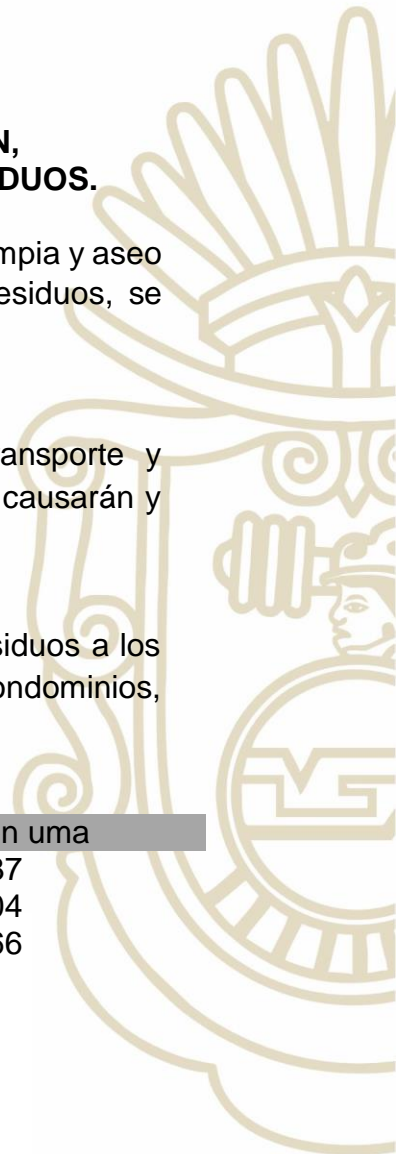 N,
DUOS.
mpia y aseo
esiduos, se
ansporte y
causarán y
siduos a los
ondominios,
n uma
37
04
66